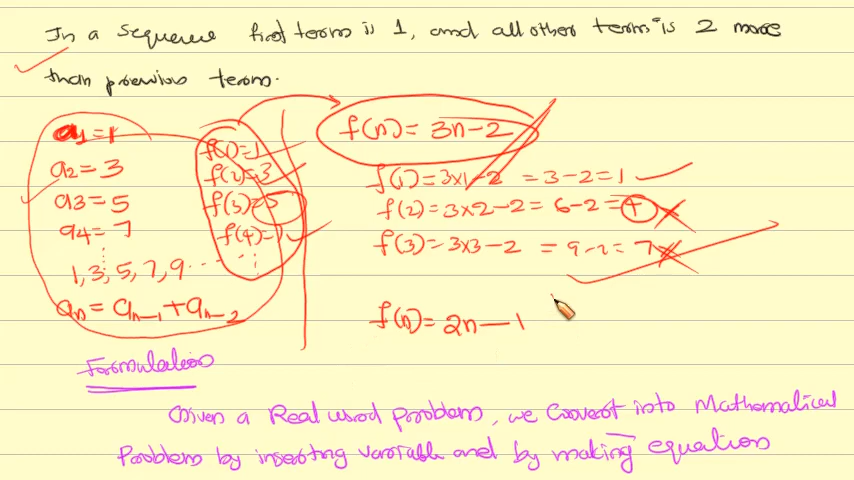 In a sequence first term is 1, and all other terms is 2 more
than previous terms.
a1 = 1
a2 = 3
a3 = 5
a4 = 7
1, 3, 5, 7, 9 ......
an = an-1 + an-2
f(1) = 1
f(2) = 3
f(3) = 5
f(4) = 7
f(n) = 3n-2
f(1) = 3×1-2 = 3-2 = 1
f(2) = 3×2-2 = 6-2 = 4
f(3) = 3×3-2 = 9-2 = 7
f(n) = 2n-1
Formulation
Given a Real word problem, we convert into Mathematical
Problem by inserting variable and by making equation